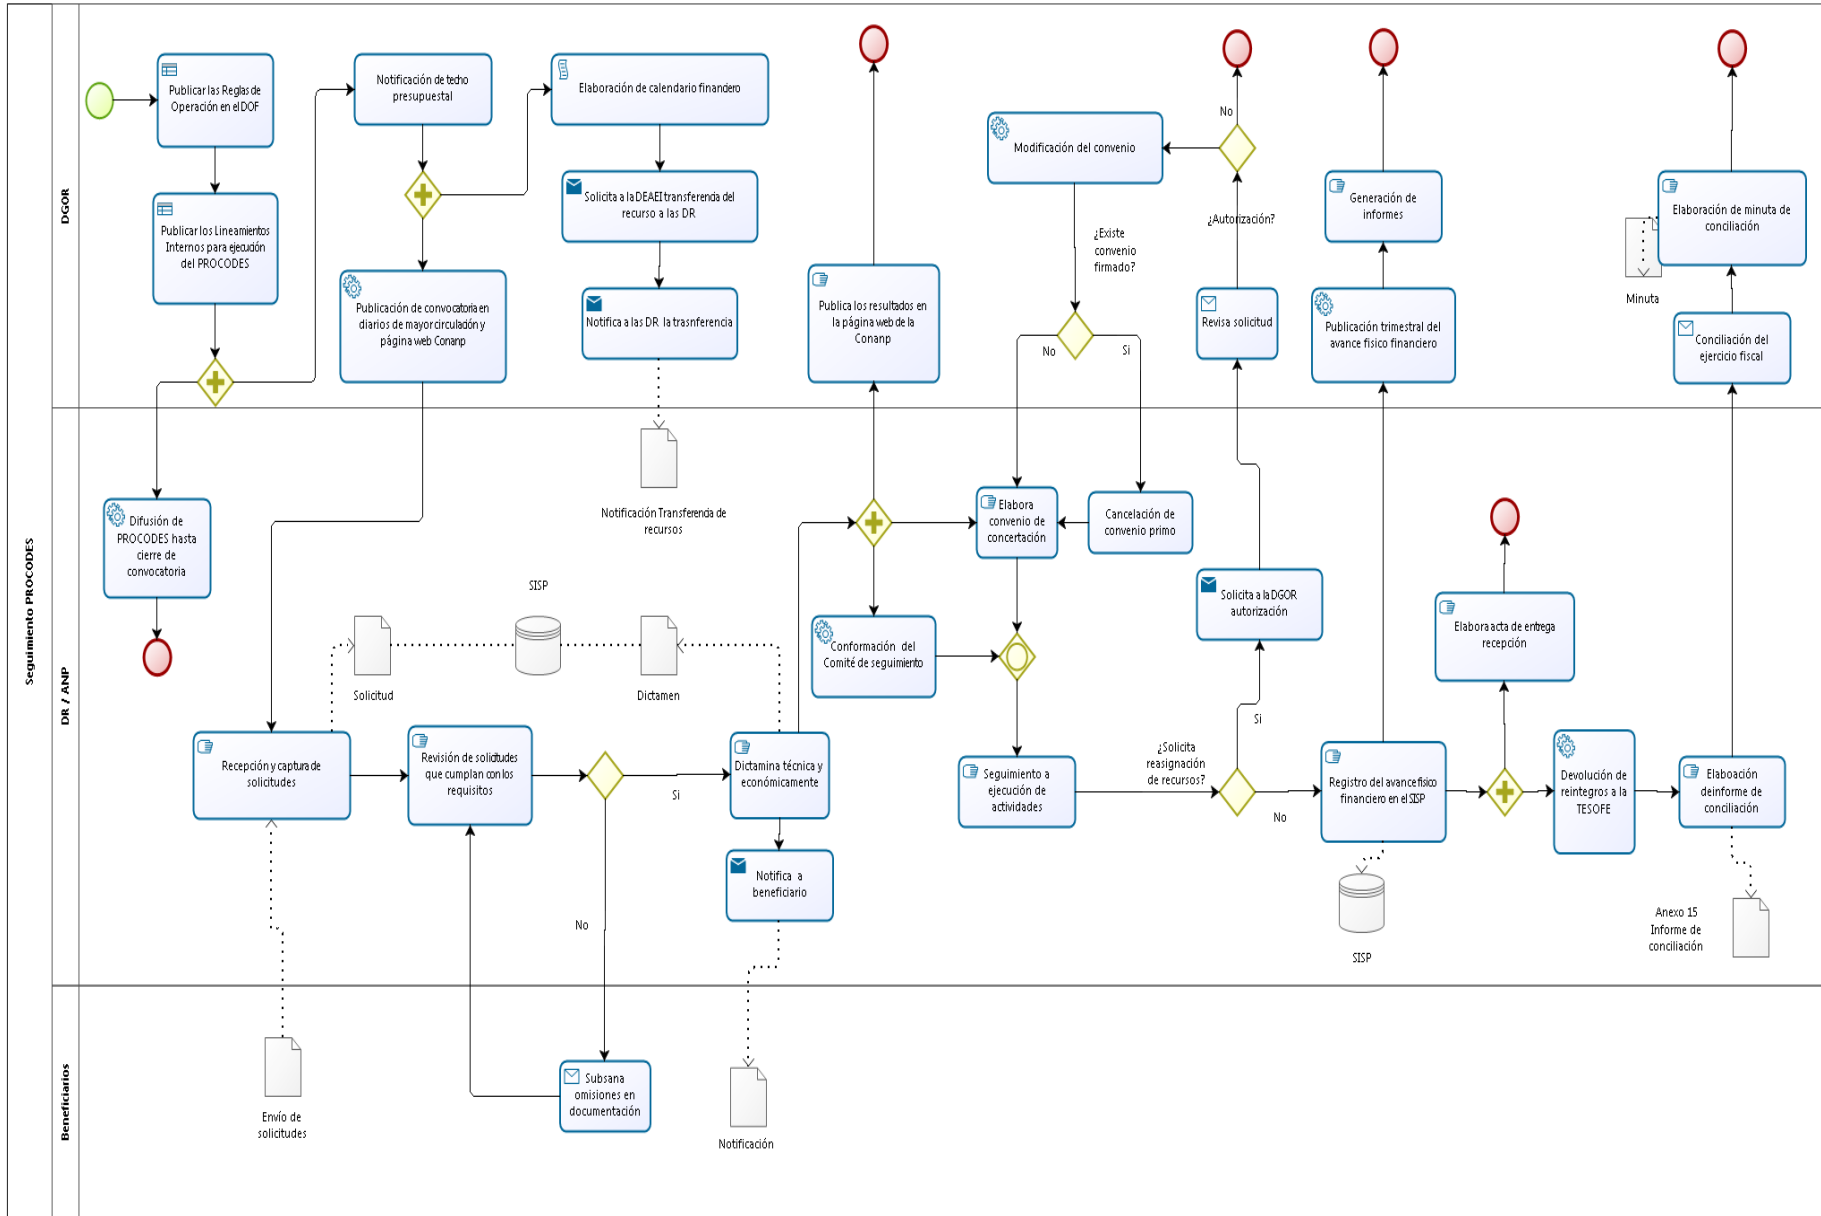 Seguimiento PROCODES
DGOR
Publicar las Reglas de
Operación en el DOF
Publicar los Lineamientos
Internos para ejecución
del PROCODES
Notificación de techo
presupuestal
Elaboración de calendario financiero
Solicita a la DEAEI transferencia del
recurso a las DR
Notifica a las DR la trasnferencia
Publicación de convocatoria en
diarios de mayor circulación y
página web Conanp
Publica los resultados en
la página web de la
Conanp
Modificación del convenio
No
¿Autorización?
¿Existe
convenio
firmado?
No
Si
Revisa solicitud
Generación de
informes
Publicación trimestral del
avance fisico financiero
Elaboración de minuta de
conciliación
Minuta
Conciliación del
ejercicio fiscal
DR / ANP
Difusión de
PROCODES hasta
cierre de
convocatoria
Notificación Transferencia de
recursos
SISP
Solicitud
Dictamen
Recepción y captura de
solicitudes
Revisión de solicitudes
que cumplan con los
requisitos
Si
No
Dictamina técnica y
económicamente
Notifica a
beneficiario
Elabora
convenio de
concertación
Cancelación de
convenio primo
Conformación del
Comité de seguimiento
Seguimiento a
ejecución de
actividades
¿Solicita
reasignación
de recursos?
Solicita a la DGOR
autorización
Si
No
Registro del avance físico
financiero en el SISP
SISP
Elabora acta de entrega
recepción
Devolución de
reintegros a la
TESOFE
Elaboación
deinforme de
conciliación
Anexo 15
Informe de
conciliación
Beneficiarios
Envío de
solicitudes
Subsana
omisiones en
documentación
Notificación